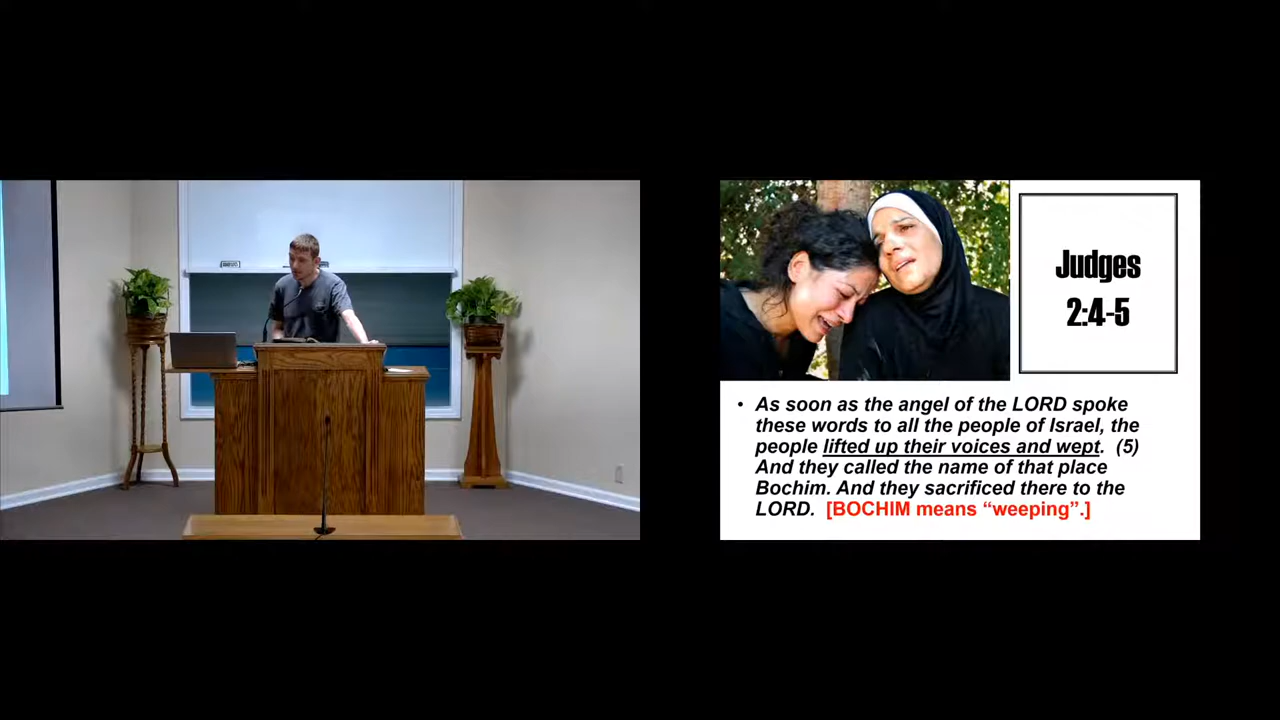 Judges
2:4-5
• As soon as the angel of the LORD spoke
these words to all the people of Israel, the
people lifted up their voices and wept. (5)
And they called the name of that place
Bochim. And they sacrificed there to the
LORD. [BOCHIM means “weeping”.]